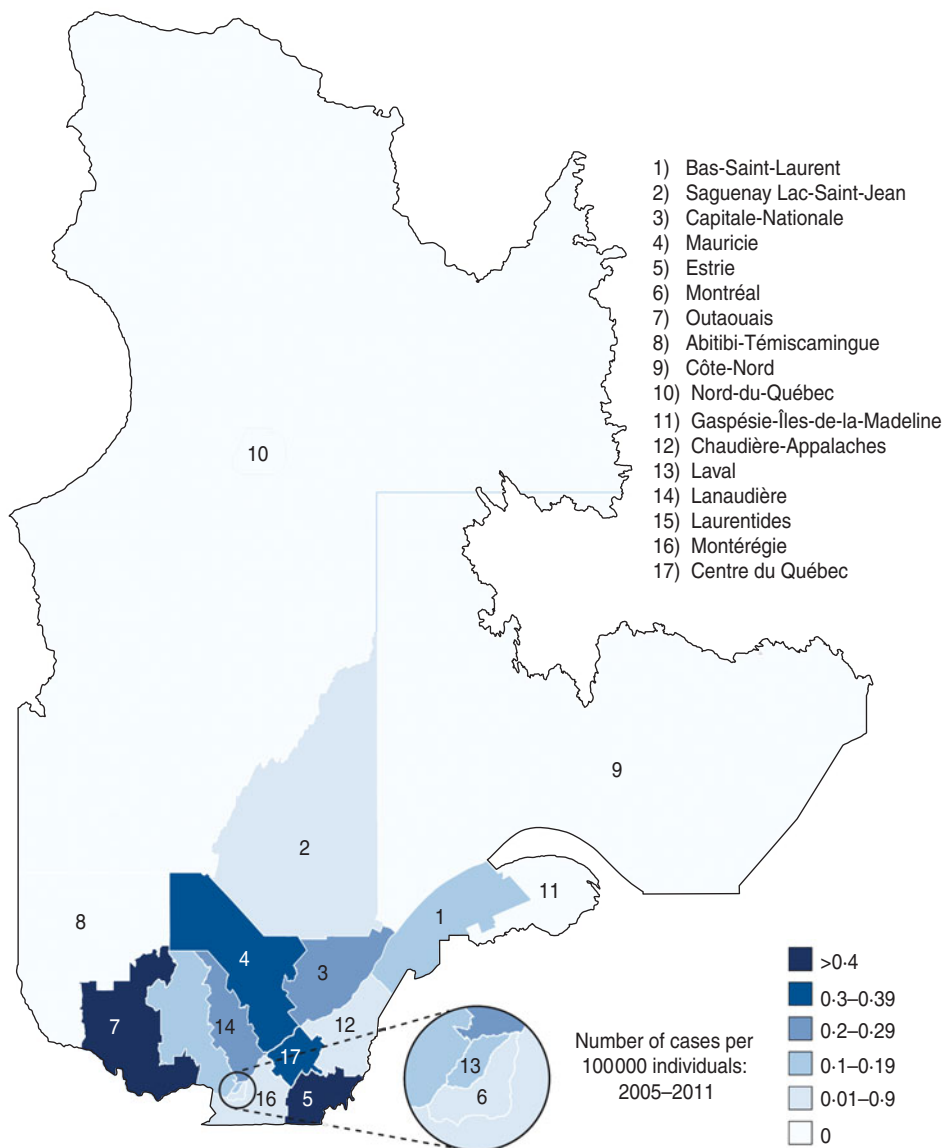 1) Bas-Saint-Laurent
2) Saguenay Lac-Saint-Jean
3) Capitale-Nationale
4) Mauricie
5) Estrie
6) Montréal
7) Outaouais
8) Abitibi-Témiscamingue
9) Côte-Nord
10) Nord-du-Québec
11) Gaspésie-Îles-de-la-Madeline
12) Chaudière-Appalaches
13) Laval
14) Lanaudière
15) Laurentides
16) Montérégie
17) Centre du Québec
10
9
2
11
1
8
4
3
7
14
12
17
16
5
13
6
Number of cases per
100000 individuals:
2005–2011
>0·4
0·3–0·39
0·2–0·29
0·1–0·19
0·01–0·9
0